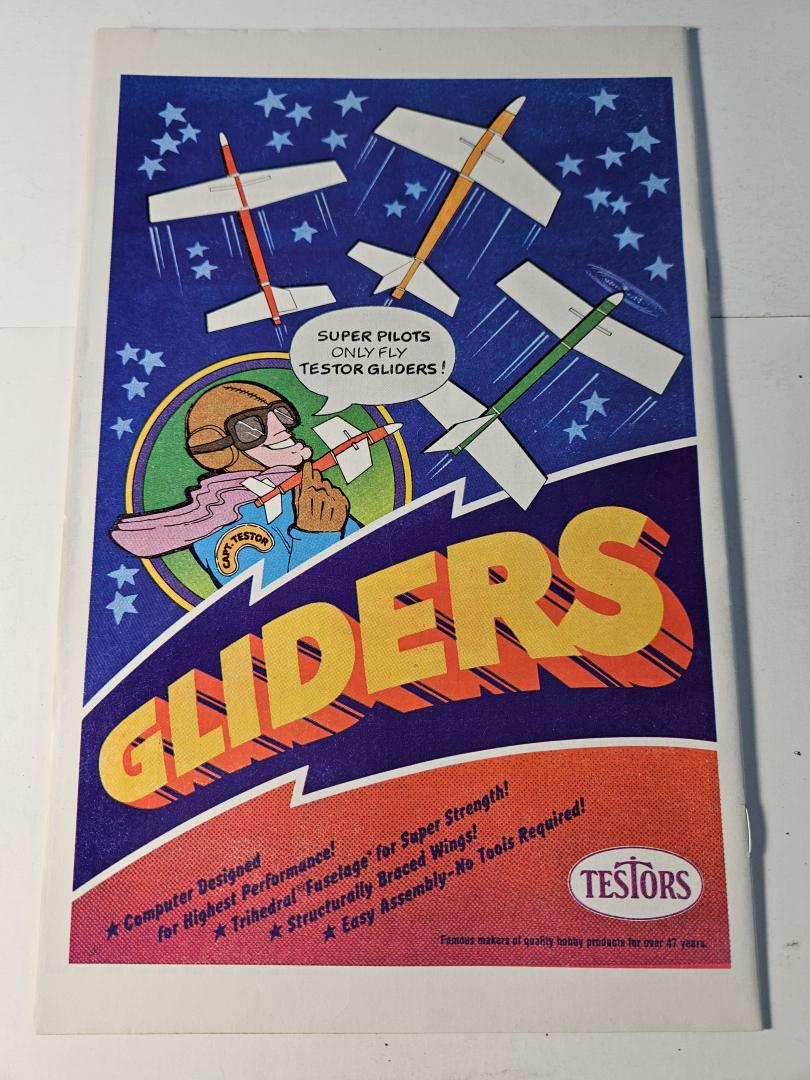 SUPER PILOTS
ONLY FLY
TESTOR GLIDERS!
CAPT. TESTOR
GLIDERS
★ Computer Designed
for Highest Performance!
★ Trihedral® Fuselage™ for Super Strength!
★ Structurally Braced Wings!
★ Easy Assembly–No Tools Required!
TESTORS
Famous makers of quality hobby products for over 47 years.